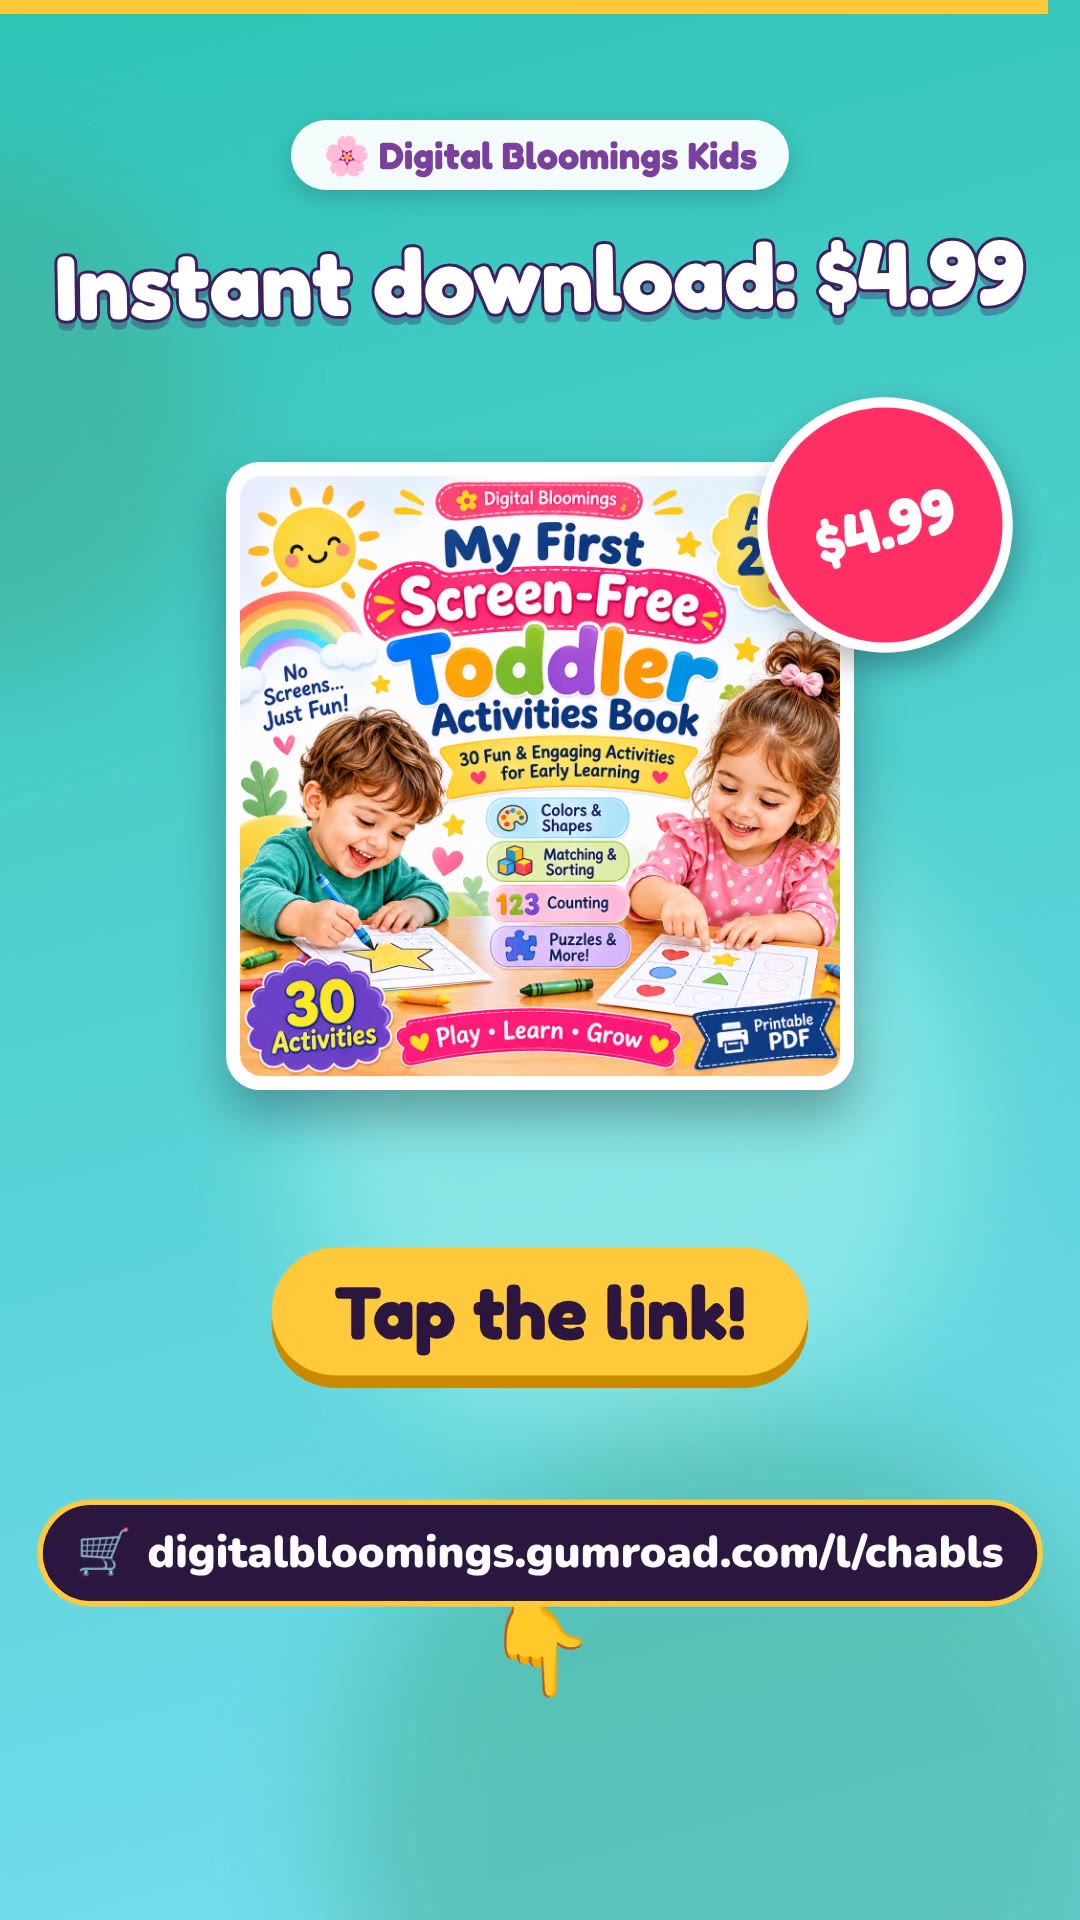 Digital Bloomings Kids
Instant download: $4.99
$4.99
Digital Bloomings
My First
Screen-Free
Toddler
Activities Book
No
Screens...
Just Fun!
30 Fun & Engaging Activities
for Early Learning
Colors &
Shapes
Matching &
Sorting
123 Counting
Puzzles &
More!
30
Activities
Play • Learn • Grow
Printable
PDF
Tap the link!
digitalbloomings.gumroad.com/l/chabls